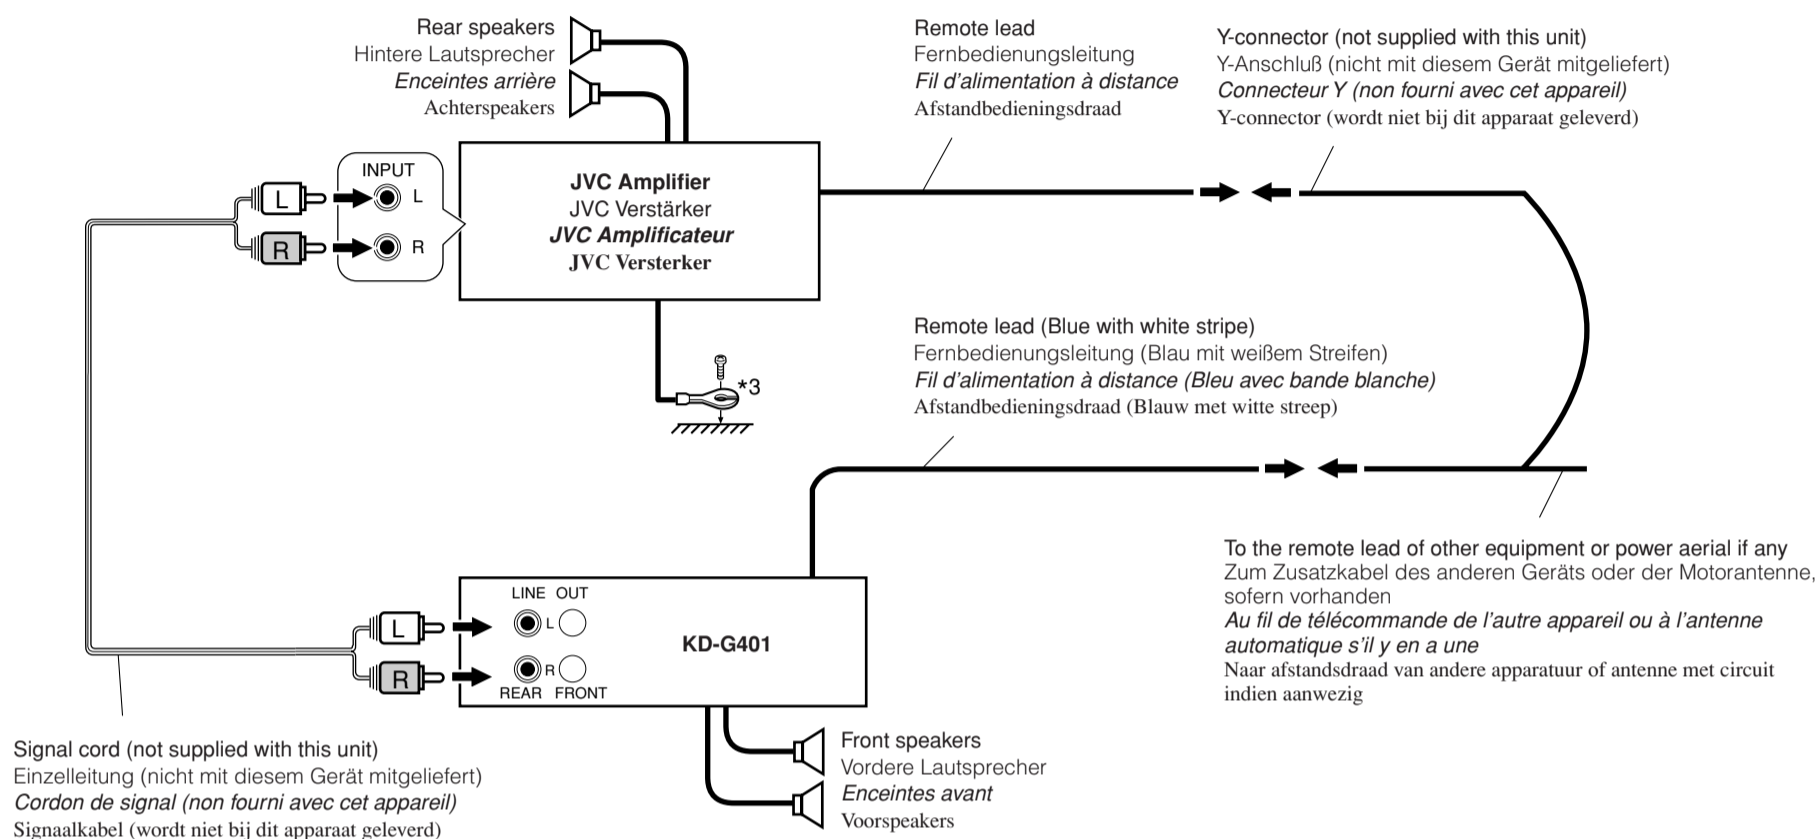 Rear speakers
Hintere Lautsprecher
Enceintes arrière
Achterspeakers
Remote lead
Fernbedienungsleitung
Fil d'alimentation à distance
Afstandbedieningsdraad
Y-connector (not supplied with this unit)
Y-Anschluß (nicht mit diesem Gerät mitgeliefert)
Connecteur Y (non fourni avec cet appareil)
Y-connector (wordt niet bij dit apparaat geleverd)
INPUT
L L
R R
JVC Amplifier
JVC Verstärker
JVC Amplificateur
JVC Versterker
*3
Remote lead (Blue with white stripe)
Fernbedienungsleitung (Blau mit weißem Streifen)
Fil d'alimentation à distance (Bleu avec bande blanche)
Afstandbedieningsdraad (Blauw met witte streep)
To the remote lead of other equipment or power aerial if any
Zum Zusatzkabel des anderen Geräts oder der Motorantenne,
sofern vorhanden
Au fil de télécommande de l'autre appareil ou à l'antenne
automatique s'il y en a une
Naar afstandsdraad van andere apparatuur of antenne met circuit
indien aanwezig
LINE OUT
L L
R R
REAR FRONT
KD-G401
Signal cord (not supplied with this unit)
Einzelleitung (nicht mit diesem Gerät mitgeliefert)
Cordon de signal (non fourni avec cet appareil)
Signaalkabel (wordt niet bij dit apparaat geleverd)
Front speakers
Vordere Lautsprecher
Enceintes avant
Voorspeakers